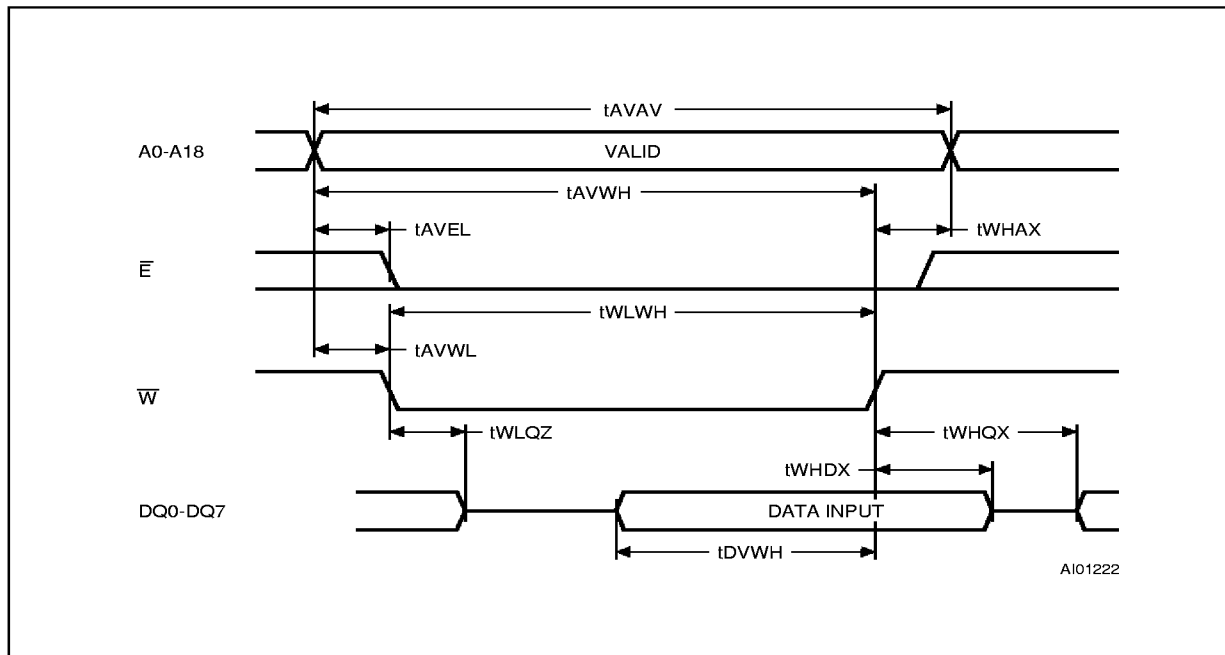 tAVAV
A0-A18
VALID
tAVWH
tAVEL
tWHAX
E̅
tWLWH
tAVWL
W̅
tWLQZ
tWHQX
tWHDX
DQ0-DQ7
DATA INPUT
tDVWH
AI01222